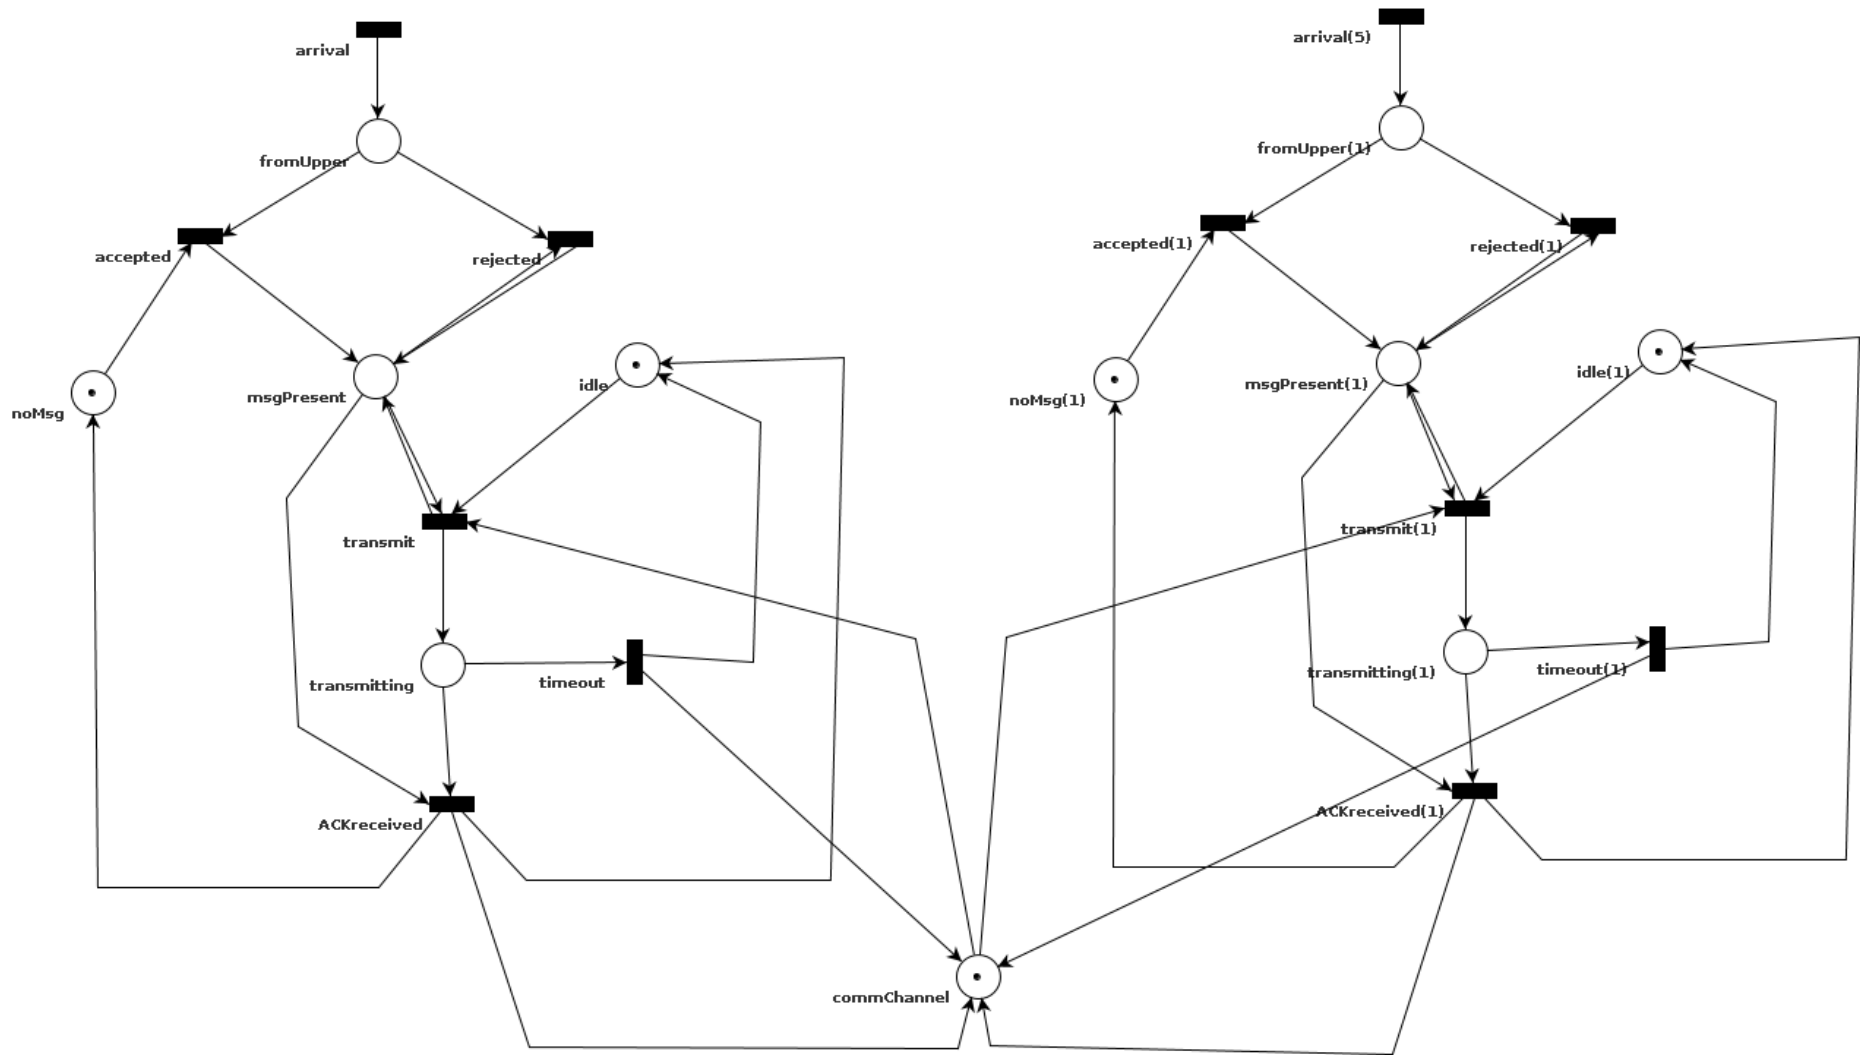 arrival
arrival(5)
fromUpper
fromUpper(1)
accepted
rejected
accepted(1)
rejected(1)
noMsg
msgPresent
idle
noMsg(1)
msgPresent(1)
idle(1)
transmit
transmit(1)
transmitting
timeout
transmitting(1)
timeout(1)
ACKreceived
ACKreceived(1)
commChannel